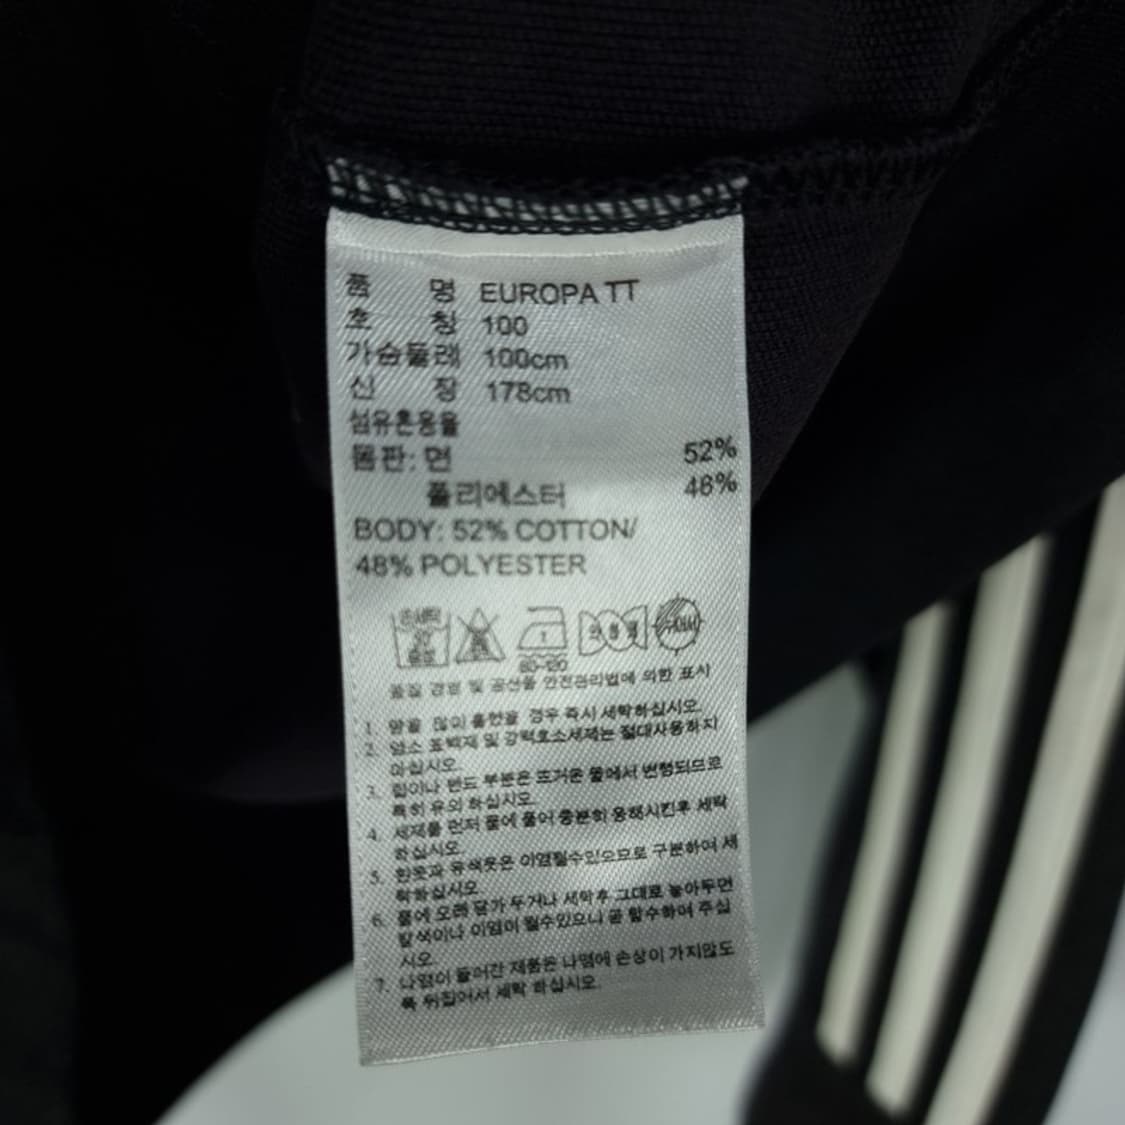 품 명 EUROPA TT
호 칭 100
가슴둘레 100cm
신 장 178cm
섬유혼용율
몸판: 면 52%
폴리에스터 48%
BODY: 52% COTTON/
48% POLYESTER
80-120
품질 경영 및 공산품 안전관리법에 의한 표시
1. 땀을 많이 흘렸을 경우 즉시 세탁하십시오.
2. 염소 표백제 및 강력효소세제는 절대사용하지
마십시오.
3. 립이나 밴드 부분은 뜨거운 물에서 변형되므로
특히 유의 하십시오.
4. 세제를 먼저 물에 풀어 충분히 용해시킨후 세탁
하십시오.
5. 흰옷과 유색옷은 이염될수있으므로 구분하여 세
탁하십시오.
6. 물에 오래 담가 두거나 세탁후 그대로 놓아두면
탈색이나 이염이 될수있으니 곧 탈수하여 주십
시오.
7. 나염이 들어간 제품은 나염에 손상이 가지않도
록 뒤집어서 세탁 하십시오.